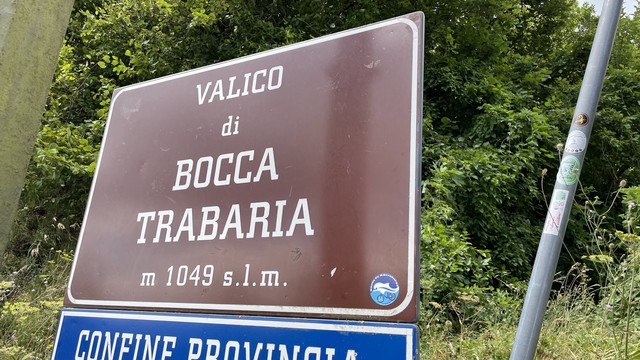 VALICO
di
BOCCA
TRABARIA
m 1049 s.l.m.
CONFINE PROVINCIA